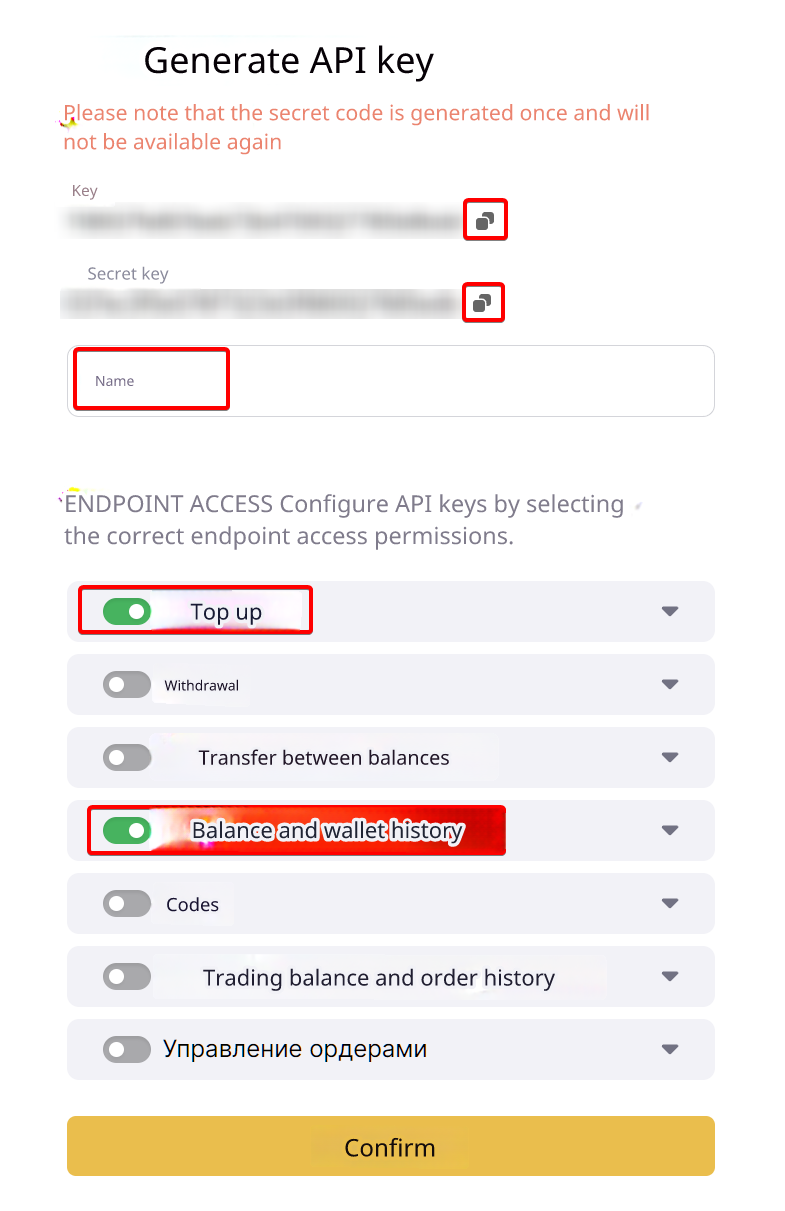 Generate API key
Please note that the secret code is generated once and will
not be available again
Key
Secret key
Name
ENDPOINT ACCESS Configure API keys by selecting
the correct endpoint access permissions.
Top up
Withdrawal
Transfer between balances
Balance and wallet history
Codes
Trading balance and order history
Управление ордерами
Confirm